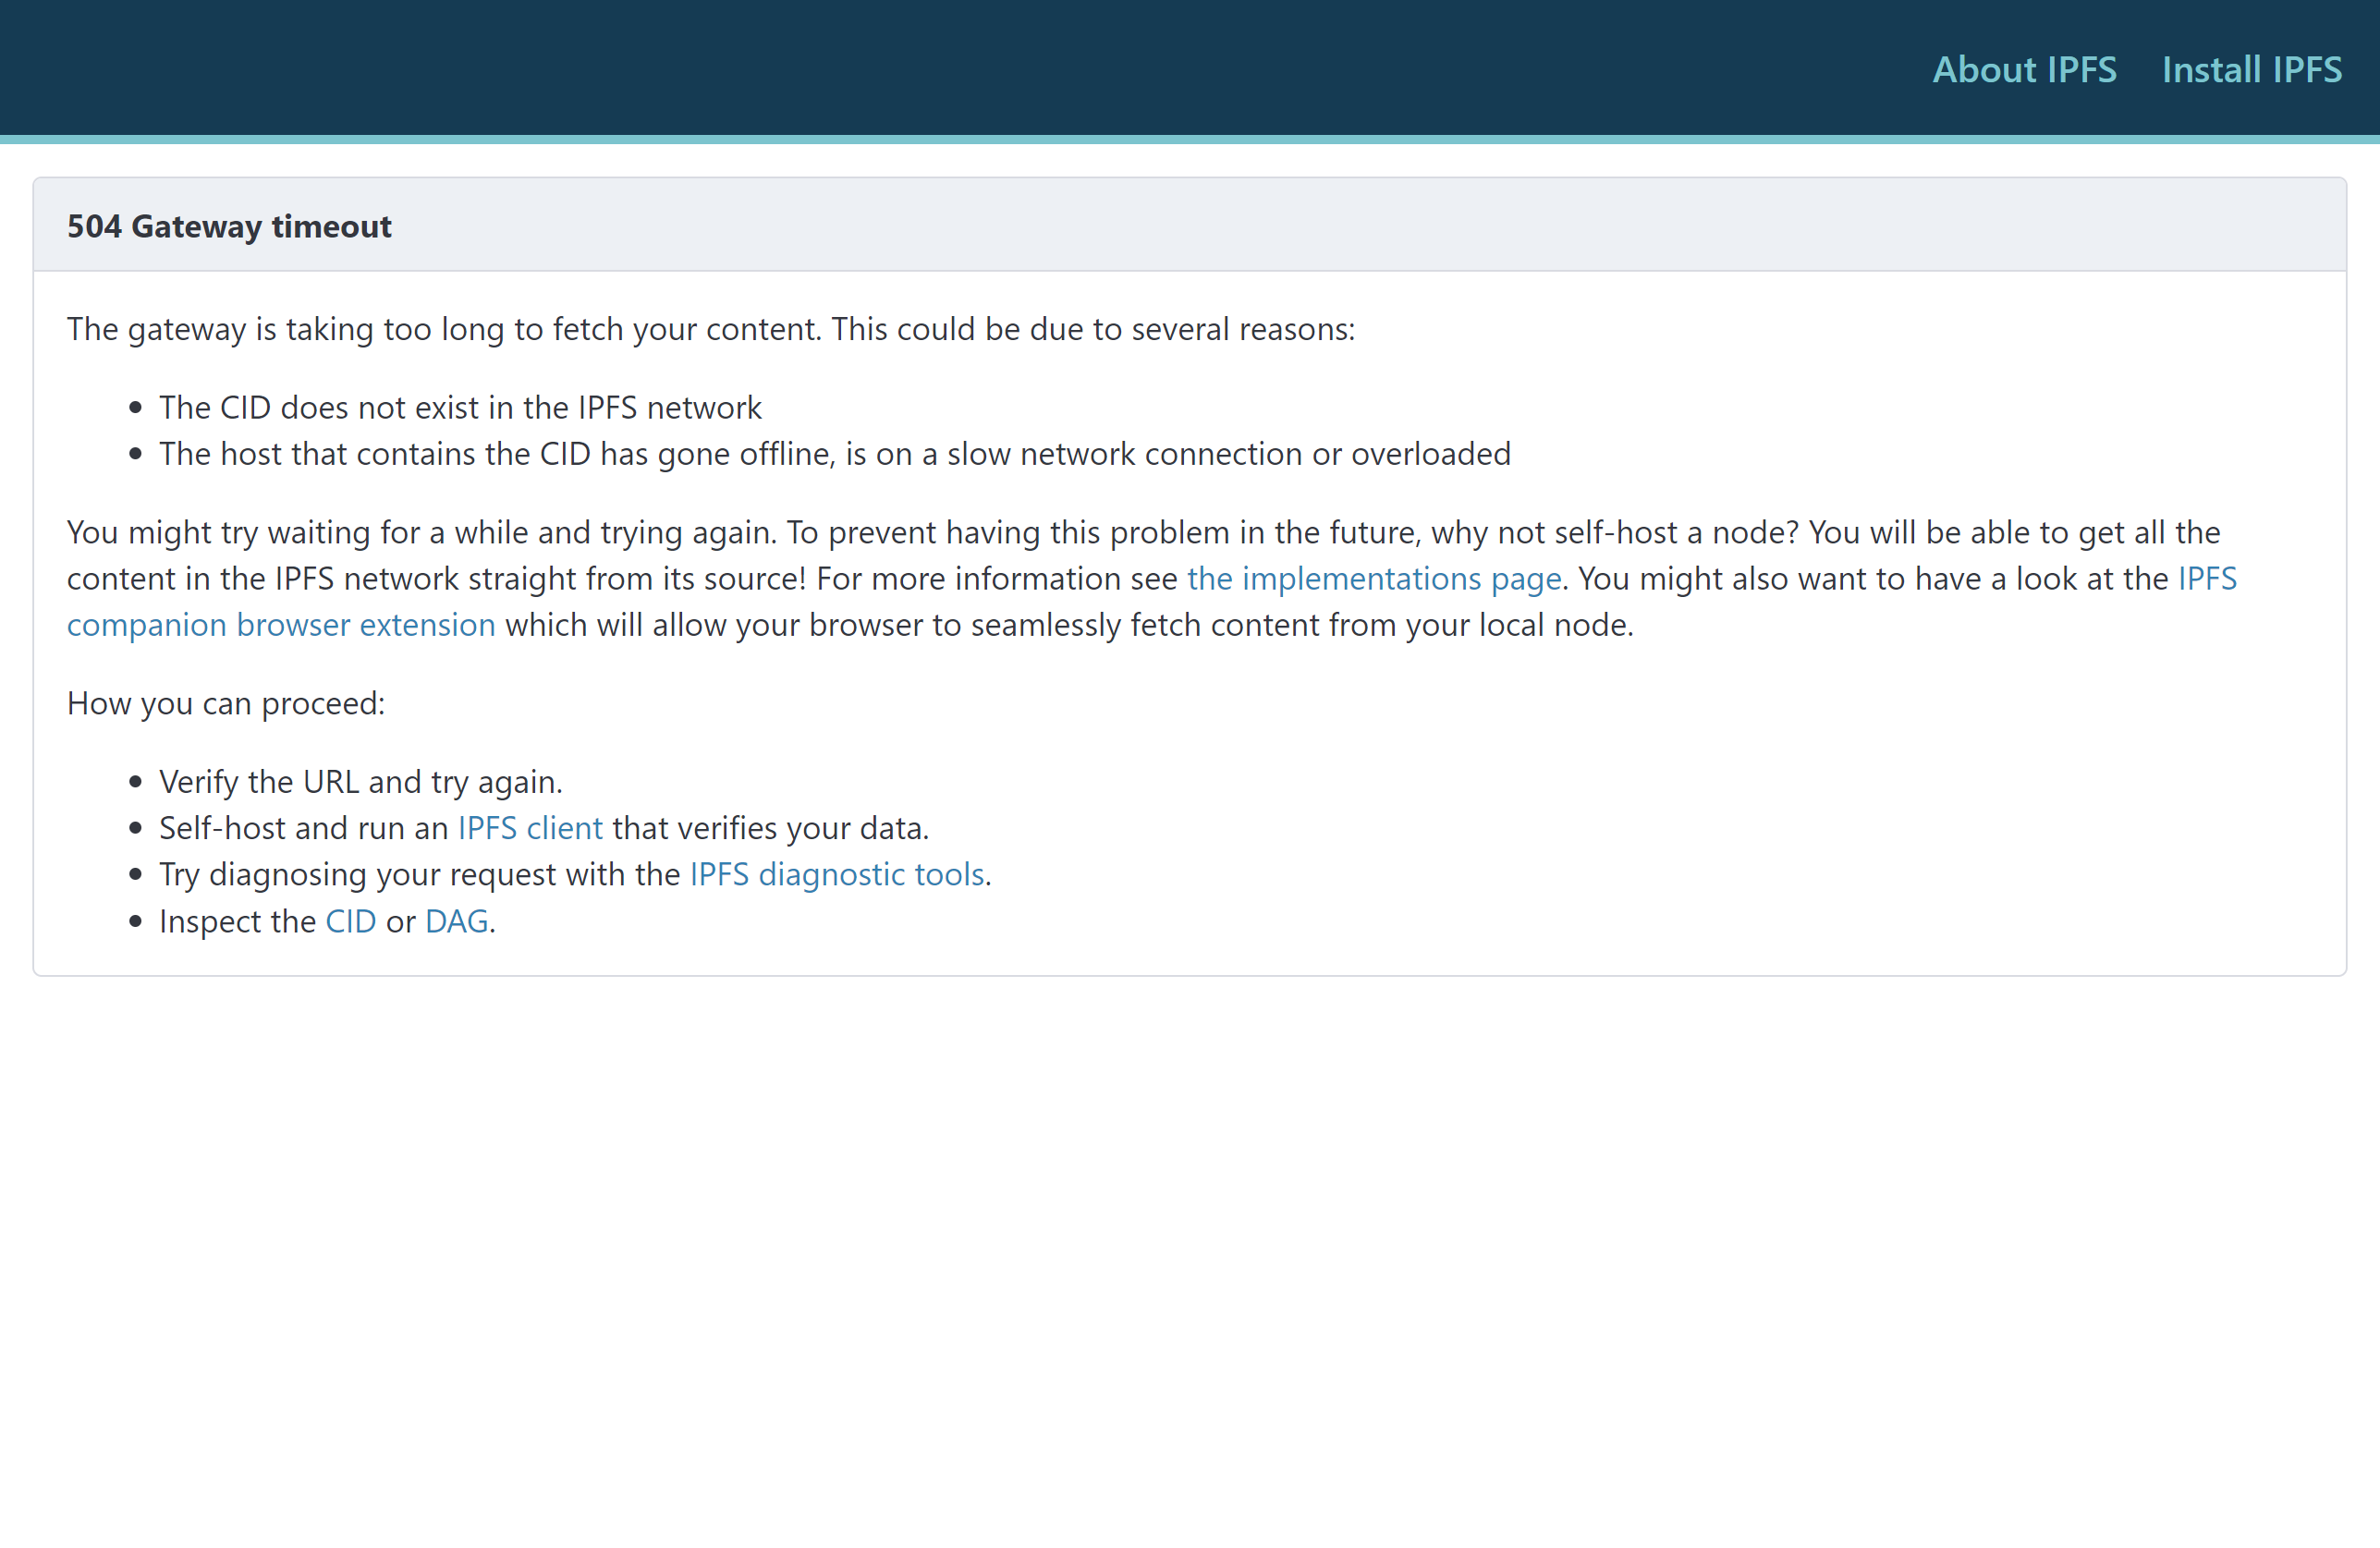 About IPFS Install IPFS
504 Gateway timeout
The gateway is taking too long to fetch your content. This could be due to several reasons:
The CID does not exist in the IPFS network
The host that contains the CID has gone offline, is on a slow network connection or overloaded
You might try waiting for a while and trying again. To prevent having this problem in the future, why not self-host a node? You will be able to get all the
content in the IPFS network straight from its source! For more information see the implementations page. You might also want to have a look at the IPFS
companion browser extension which will allow your browser to seamlessly fetch content from your local node.
How you can proceed:
Verify the URL and try again.
Self-host and run an IPFS client that verifies your data.
Try diagnosing your request with the IPFS diagnostic tools.
Inspect the CID or DAG.